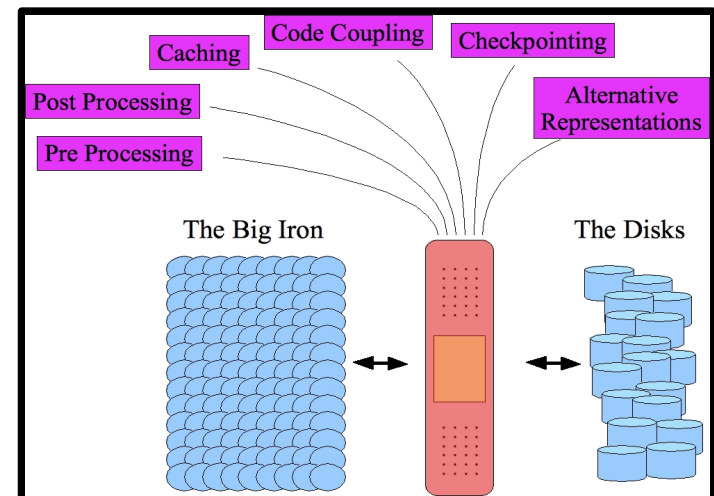 Code Coupling
Checkpointing
Caching
Post Processing
Alternative
Representations
Pre Processing
The Big Iron
The Disks